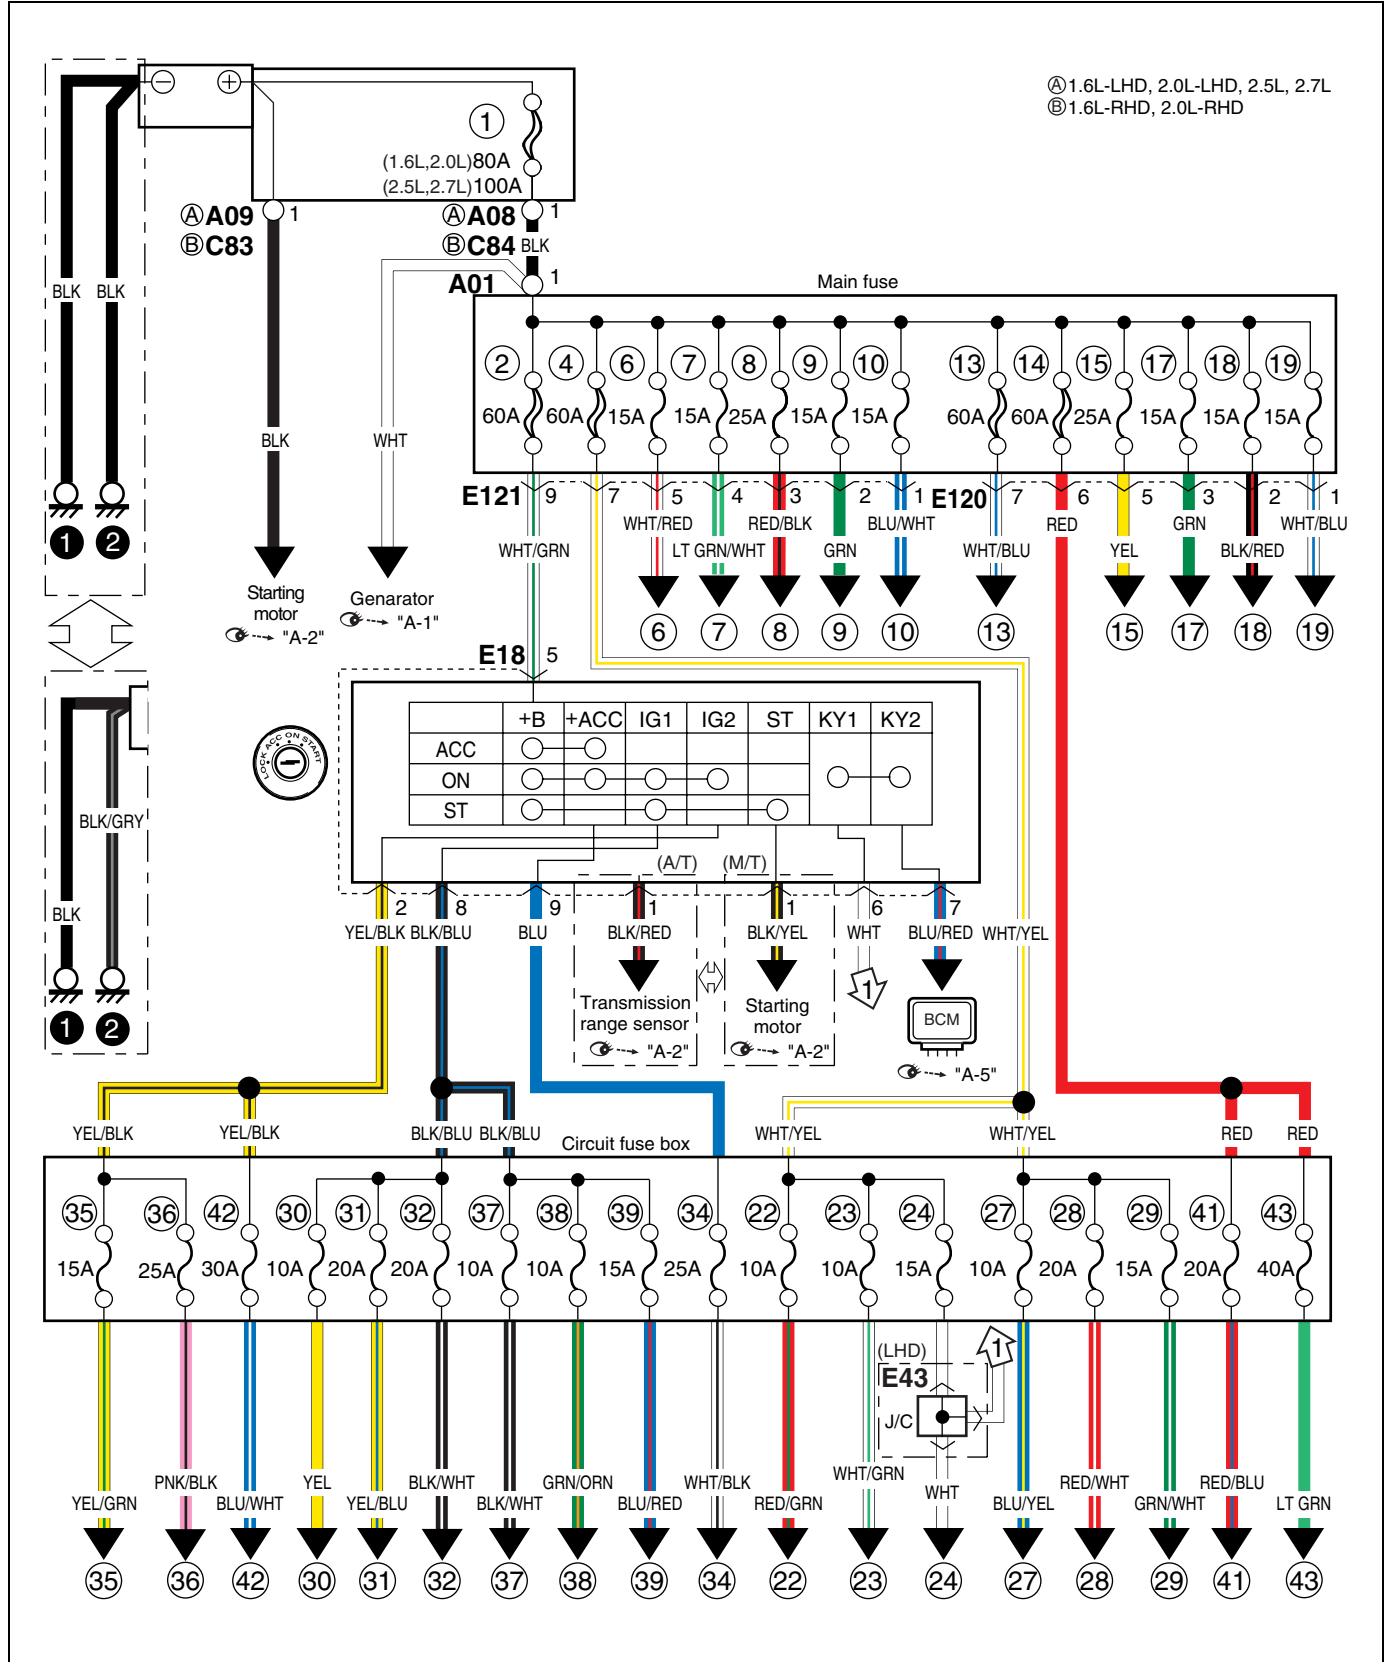 Ⓐ1.6L-LHD, 2.0L-LHD, 2.5L, 2.7L
Ⓑ1.6L-RHD, 2.0L-RHD
− +
1
(1.6L,2.0L)80A
(2.5L,2.7L)100A
ⒶA09 1 ⒶA08 1
ⒷC83 ⒷC84 BLK
A01 1
Main fuse
BLK BLK
2 4 6 7 8 9 10 13 14 15 17 18 19
60A 60A 15A 15A 25A 15A 15A 60A 60A 25A 15A 15A 15A
BLK WHT
E121 9 7 5 4 3 2 1 E120 7 6 5 3 2 1
WHT/RED RED/BLK BLU/WHT RED GRN WHT/BLU
WHT/GRN LT GRN/WHT GRN WHT/BLU YEL BLK/RED
1 2
Starting
motor
"A-2"
Genarator
"A-1"
6 7 8 9 10 13 15 17 18 19
E18 5
+B +ACC IG1 IG2 ST KY1 KY2
ACC
ON
ST
LOCK ACC ON START
BLK/GRY
(A/T) (M/T)
2 8 9 1 1 6 7
BLK
YEL/BLK BLK/BLU BLU BLK/RED BLK/YEL WHT BLU/RED WHT/YEL
1
1 2
Transmission
range sensor
"A-2"
Starting
motor
"A-2"
BCM
"A-5"
YEL/BLK YEL/BLK BLK/BLU BLK/BLU WHT/YEL WHT/YEL RED RED
Circuit fuse box
35 36 42 30 31 32 37 38 39 34 22 23 24 27 28 29 41 43
15A 25A 30A 10A 20A 20A 10A 10A 15A 25A 10A 10A 15A 10A 20A 15A 20A 40A
(LHD) 1
E43
J/C
PNK/BLK YEL BLK/WHT GRN/ORN WHT/BLK WHT/GRN RED/WHT RED/BLU
YEL/GRN BLU/WHT YEL/BLU BLK/WHT BLU/RED RED/GRN WHT BLU/YEL GRN/WHT LT GRN
35 36 42 30 31 32 37 38 39 34 22 23 24 27 28 29 41 43